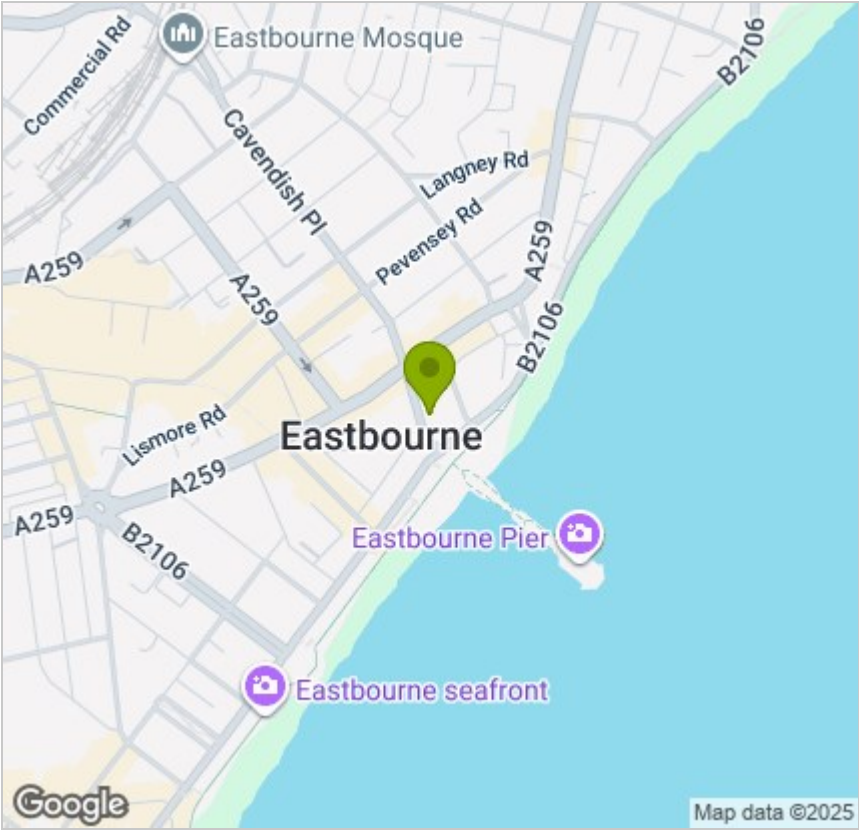 Eastbourne Mosque
Commercial Rd
B2106
Cavendish Pl
Langney Rd
Pevensey Rd
A259
A259
A259
B2106
Eastbourne
Lismore Rd
A259
A259
B2106
Eastbourne Pier
Eastbourne seafront
Google
Map data ©2025